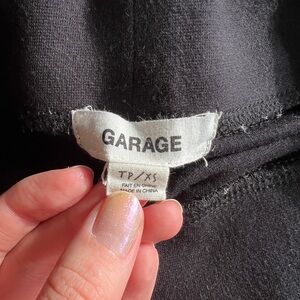 GARAGE
TP/XS
FAIT EN CHINE
MADE IN CHINA